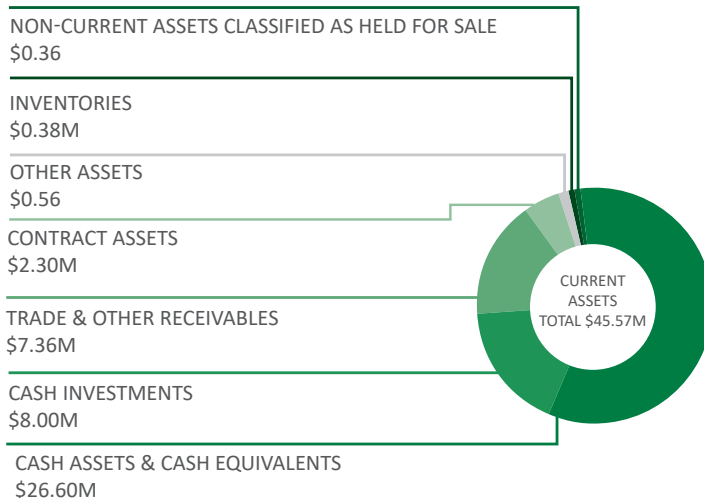 NON-CURRENT ASSETS CLASSIFIED AS HELD FOR SALE
$0.36
INVENTORIES
$0.38M
OTHER ASSETS
$0.56
CONTRACT ASSETS
$2.30M
TRADE & OTHER RECEIVABLES
$7.36M
CASH INVESTMENTS
$8.00M
CASH ASSETS & CASH EQUIVALENTS
$26.60M
CURRENT
ASSETS
TOTAL $45.57M